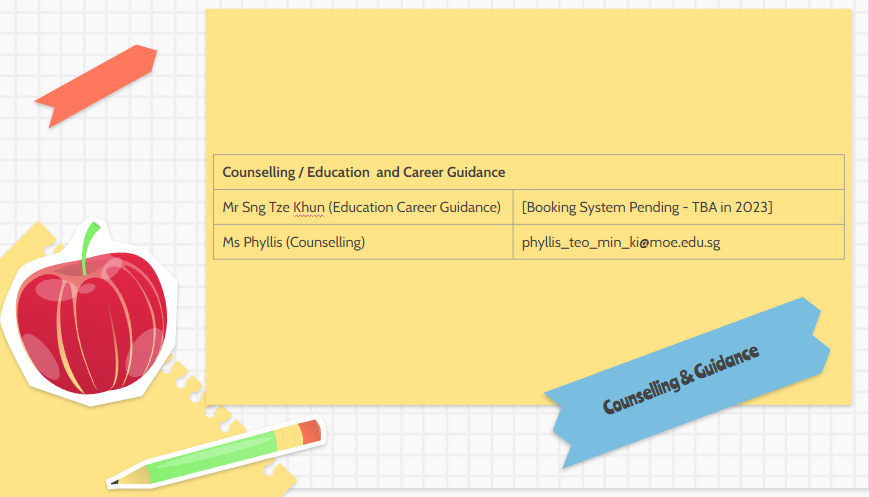 Counselling / Education and Career Guidance
Mr Sng Tze Khun (Education Career Guidance) [Booking System Pending - TBA in 2023]
Ms Phyllis (Counselling) phyllis_teo_min_ki@moe.edu.sg
Counselling & Guidance